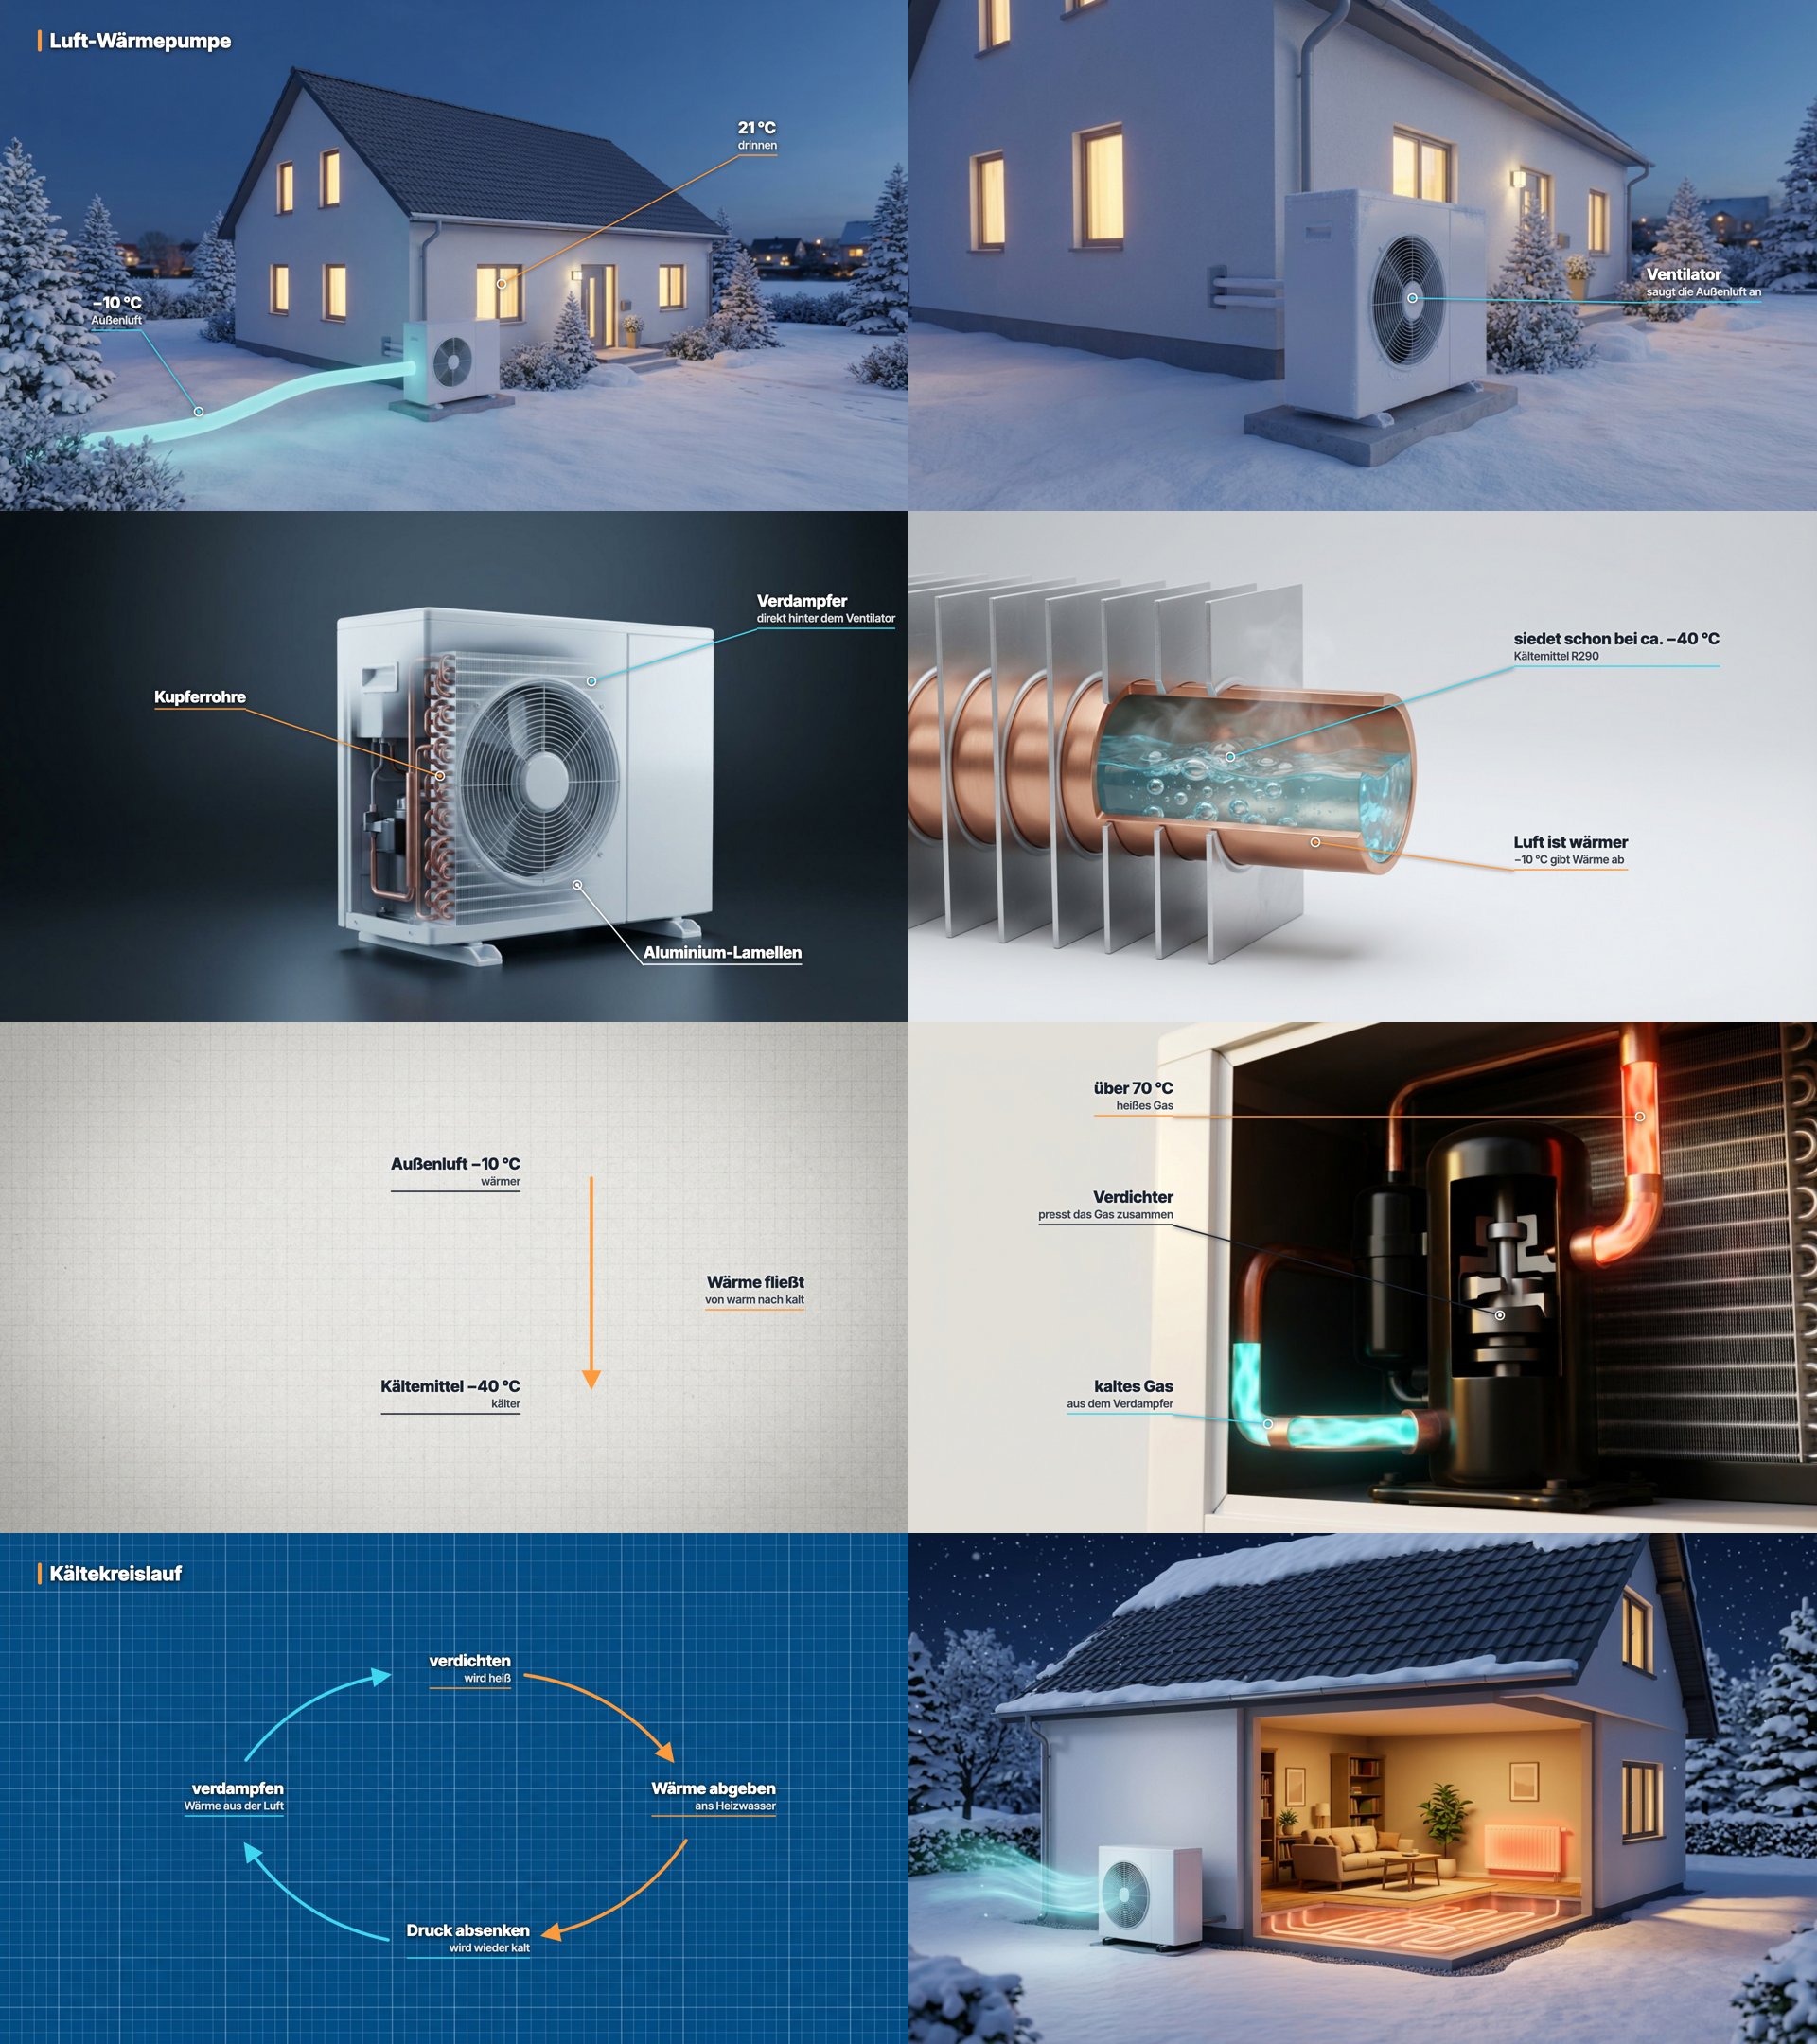 Luft-Wärmepumpe
21 °C
drinnen
−10 °C
Außenluft
Ventilator
saugt die Außenluft an
Verdampfer
direkt hinter dem Ventilator
Kupferrohre
Aluminium-Lamellen
siedet schon bei ca. −40 °C
Kältemittel R290
Luft ist wärmer
−10 °C gibt Wärme ab
Außenluft −10 °C
wärmer
Wärme fließt
von warm nach kalt
Kältemittel −40 °C
kälter
über 70 °C
heißes Gas
Verdichter
presst das Gas zusammen
kaltes Gas
aus dem Verdampfer
Kältekreislauf
verdichten
wird heiß
verdampfen
Wärme aus der Luft
Wärme abgeben
ans Heizwasser
Druck absenken
wird wieder kalt